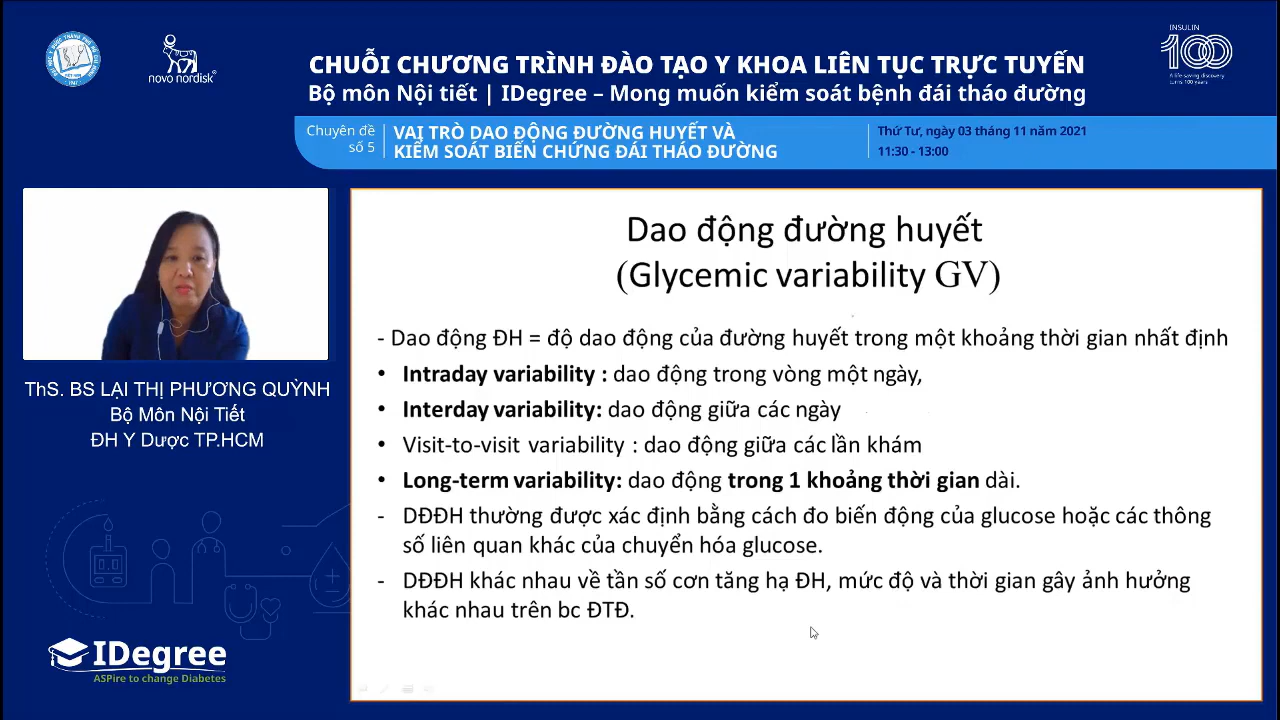 novo nordisk
INSULIN
100
A life-saving discovery
turns 100 years
CHUỖI CHƯƠNG TRÌNH ĐÀO TẠO Y KHOA LIÊN TỤC TRỰC TUYẾN
Bộ môn Nội tiết | IDegree – Mong muốn kiểm soát bệnh đái tháo đường
Chuyên đề
số 5
VAI TRÒ DAO ĐỘNG ĐƯỜNG HUYẾT VÀ
KIỂM SOÁT BIẾN CHỨNG ĐÁI THÁO ĐƯỜNG
Thứ Tư, ngày 03 tháng 11 năm 2021
11:30 - 13:00
ThS. BS LẠI THỊ PHƯƠNG QUỲNH
Bộ Môn Nội Tiết
ĐH Y Dược TP.HCM
IDegree
ASPire to change Diabetes
Dao động đường huyết
(Glycemic variability GV)
- Dao động ĐH = độ dao động của đường huyết trong một khoảng thời gian nhất định
• Intraday variability : dao động trong vòng một ngày,
• Interday variability: dao động giữa các ngày
• Visit-to-visit variability : dao động giữa các lần khám
• Long-term variability: dao động trong 1 khoảng thời gian dài.
- DĐĐH thường được xác định bằng cách đo biến động của glucose hoặc các thông
số liên quan khác của chuyển hóa glucose.
- DĐĐH khác nhau về tần số cơn tăng hạ ĐH, mức độ và thời gian gây ảnh hưởng
khác nhau trên bc ĐTĐ.